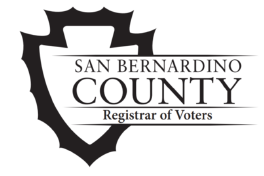 SAN BERNARDINO
COUNTY
Registrar of Voters